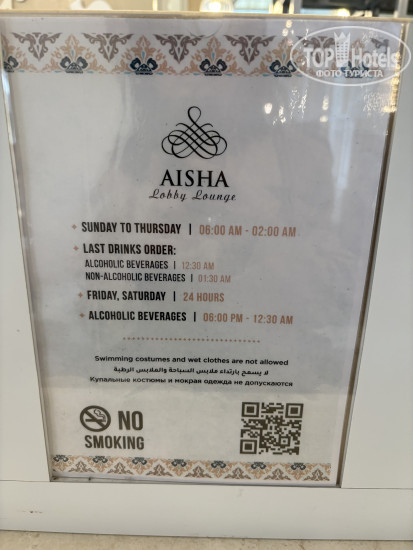 TOP Hotels
ФОТО ТУРИСТА
AISHA
Lobby Lounge
SUNDAY TO THURSDAY | 06:00 AM - 02:00 AM
LAST DRINKS ORDER:
ALCOHOLIC BEVERAGES | 12:30 AM
NON-ALCOHOLIC BEVERAGES | 01:30 AM
FRIDAY, SATURDAY | 24 HOURS
ALCOHOLIC BEVERAGES | 06:00 PM - 12:30 AM
Swimming costumes and wet clothes are not allowed
لا يسمح بارتداء ملابس السباحة والملابس الرطبة
Купальные костюмы и мокрая одежда не допускаются
NO
SMOKING